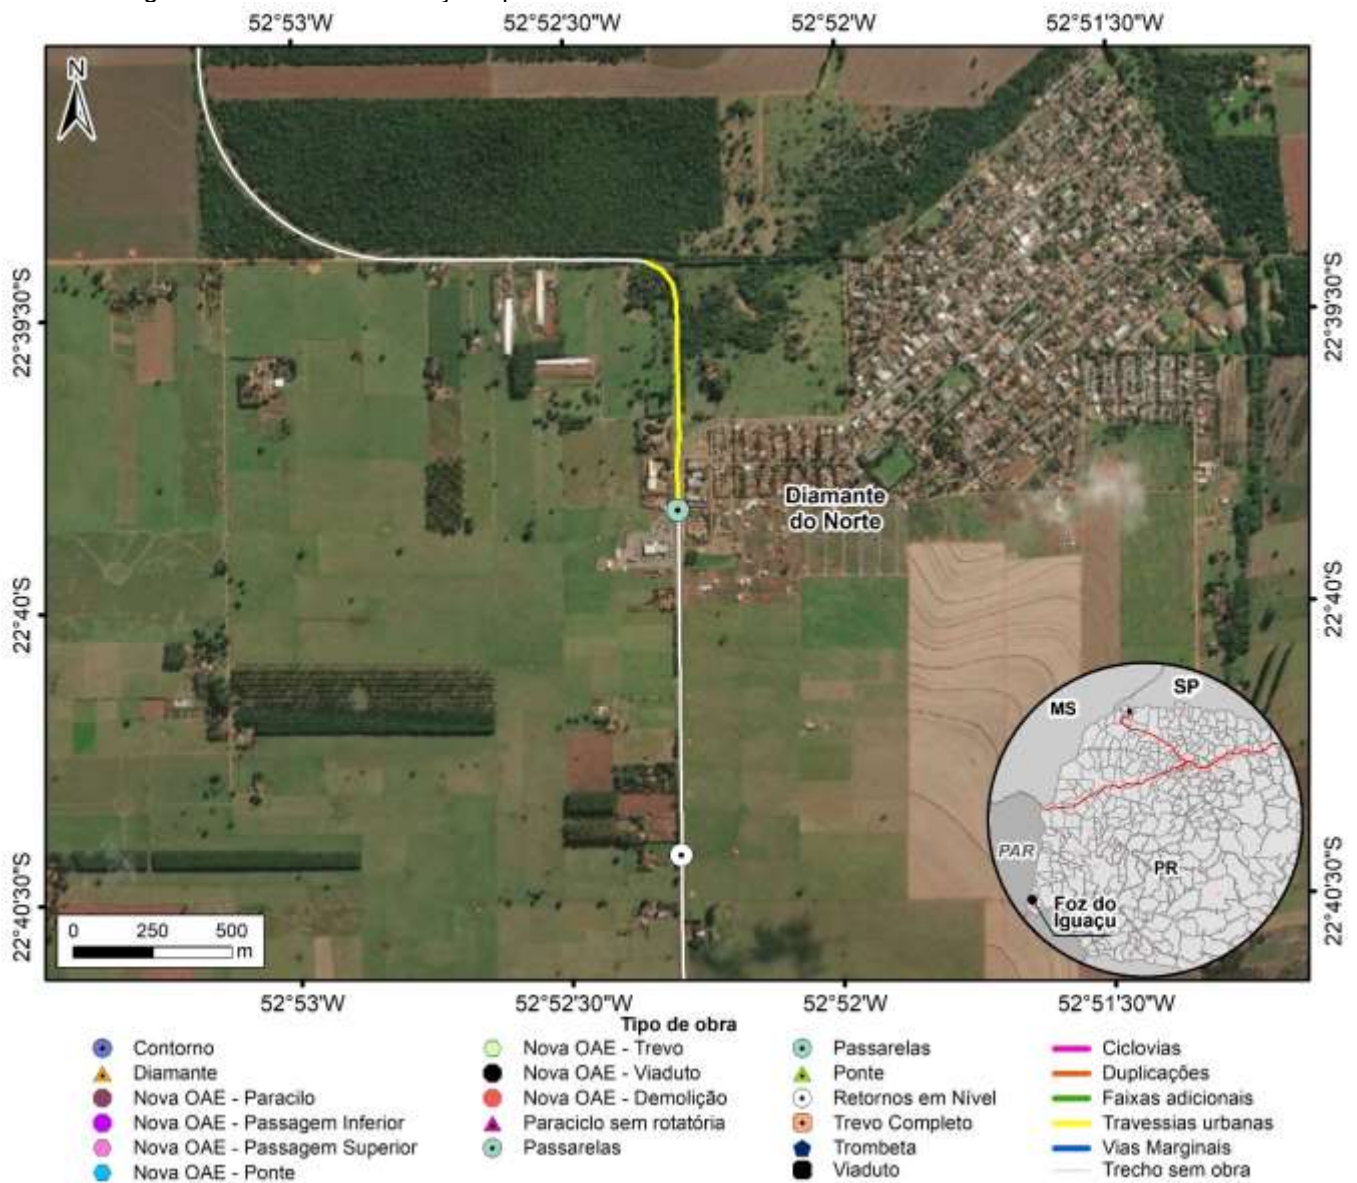 52°53'W 52°52'30"W 52°52'W 52°51'30"W
N
22°39'30"S
22°39'30"S
Diamante
do Norte
22°40'S
22°40'S
SP
MS
PAR
PR
Foz do
Iguaçu
22°40'30"S
22°40'30"S
0 250 500
m
52°53'W 52°52'30"W 52°52'W 52°51'30"W
Tipo de obra
Contorno
Diamante
Nova OAE - Paracilo
Nova OAE - Passagem Inferior
Nova OAE - Passagem Superior
Nova OAE - Ponte
Nova OAE - Trevo
Nova OAE - Viaduto
Nova OAE - Demolição
Paraciclo sem rotatória
Passarelas
Passarelas
Ponte
Retornos em Nível
Trevo Completo
Trombeta
Viaduto
Ciclovias
Duplicações
Faixas adicionais
Travessias urbanas
Vias Marginais
Trecho sem obra